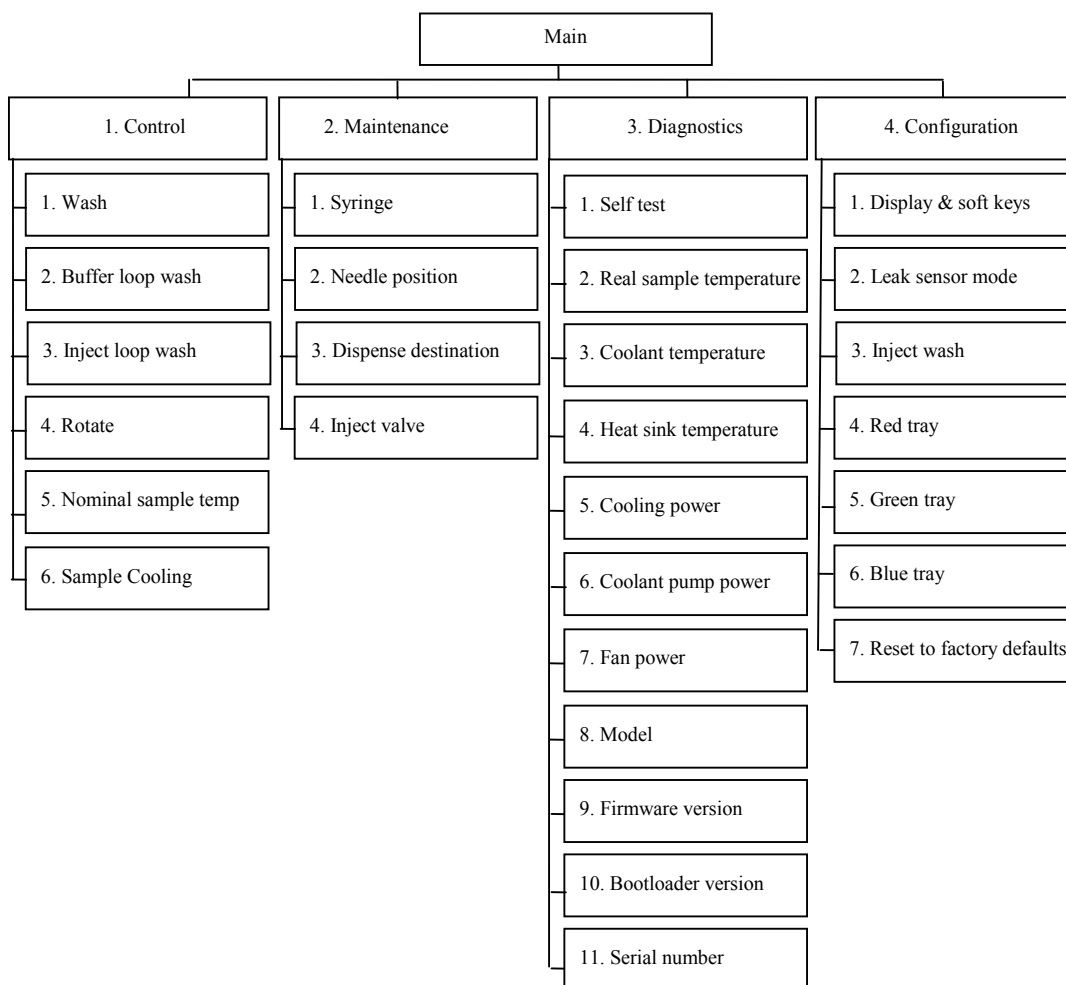 Main
1. Control
1. Wash
2. Buffer loop wash
3. Inject loop wash
4. Rotate
5. Nominal sample temp
6. Sample Cooling
2. Maintenance
1. Syringe
2. Needle position
3. Dispense destination
4. Inject valve
3. Diagnostics
1. Self test
2. Real sample temperature
3. Coolant temperature
4. Heat sink temperature
5. Cooling power
6. Coolant pump power
7. Fan power
8. Model
9. Firmware version
10. Bootloader version
11. Serial number
4. Configuration
1. Display & soft keys
2. Leak sensor mode
3. Inject wash
4. Red tray
5. Green tray
6. Blue tray
7. Reset to factory defaults